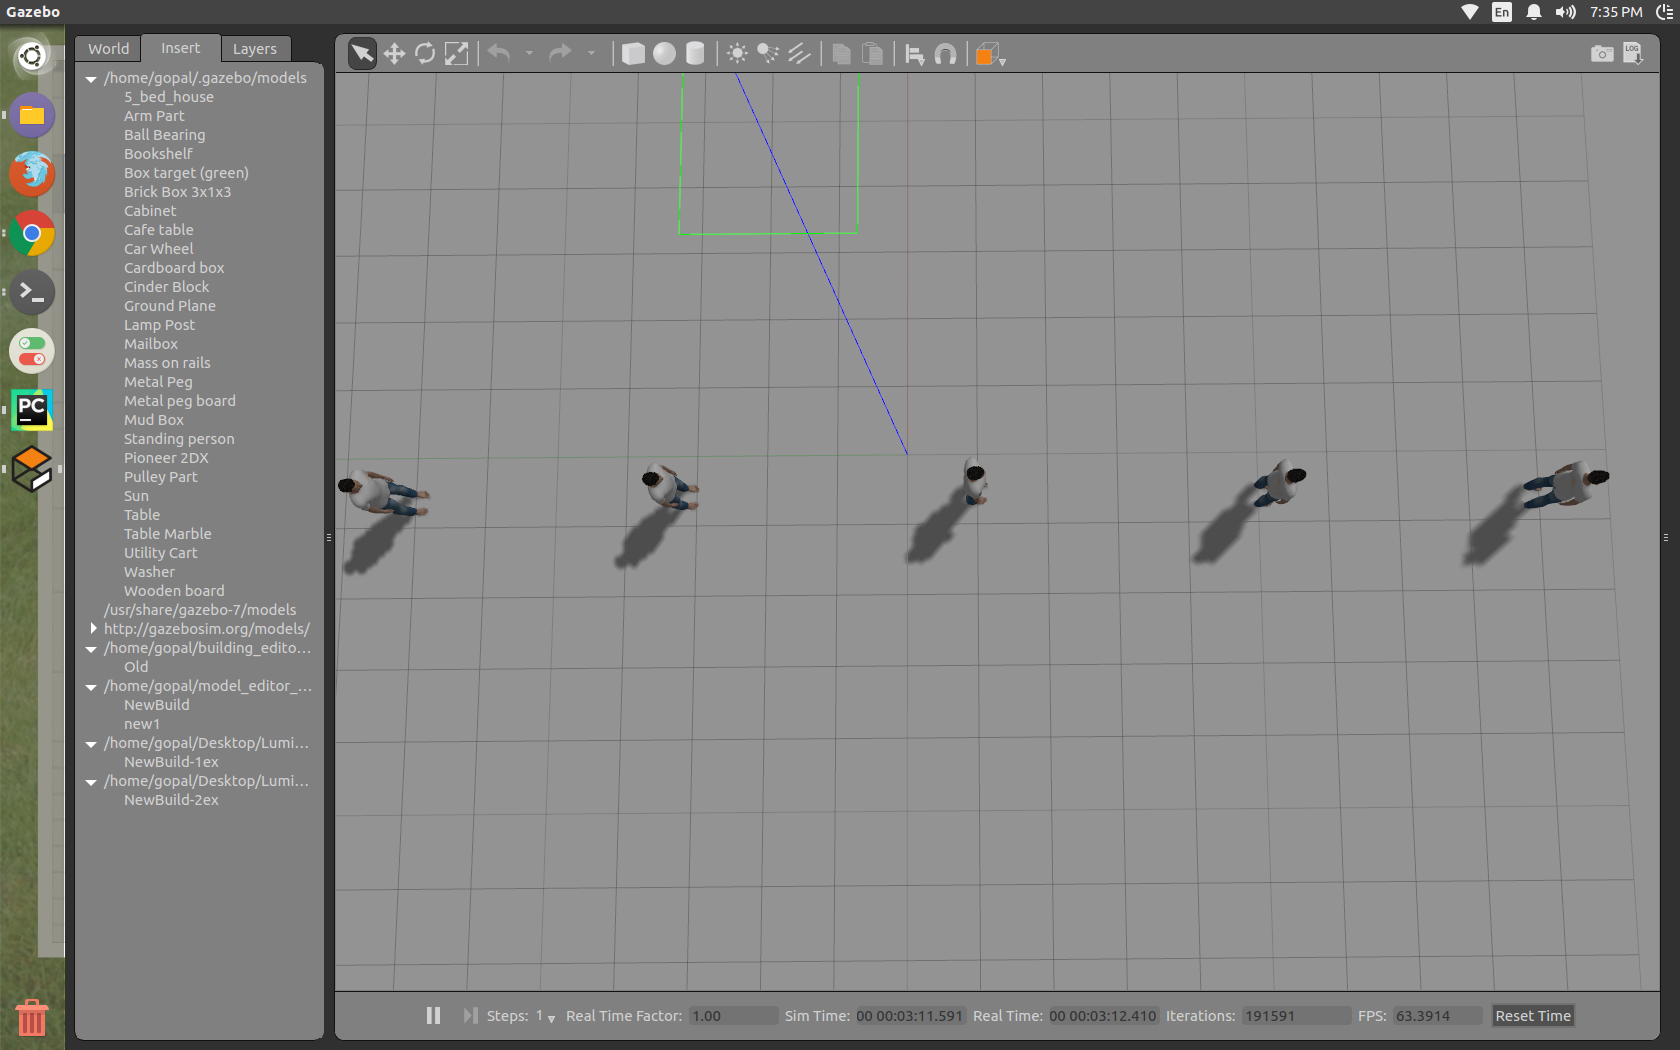 Gazebo
En
7:35 PM
World
Insert
Layers
LOG
/home/gopal/.gazebo/models
5_bed_house
Arm Part
Ball Bearing
Bookshelf
Box target (green)
Brick Box 3x1x3
Cabinet
Cafe table
Car Wheel
Cardboard box
Cinder Block
Ground Plane
Lamp Post
Mailbox
Mass on rails
Metal Peg
Metal peg board
Mud Box
Standing person
Pioneer 2DX
Pulley Part
Sun
Table
Table Marble
Utility Cart
Washer
Wooden board
/usr/share/gazebo-7/models
http://gazebosim.org/models/
/home/gopal/building_edito...
Old
/home/gopal/model_editor_...
NewBuild
new1
/home/gopal/Desktop/Lumi...
NewBuild-1ex
/home/gopal/Desktop/Lumi...
NewBuild-2ex
PC
Steps: 1 Real Time Factor: 1.00 Sim Time: 00 00:03:11.591 Real Time: 00 00:03:12.410 Iterations: 191591 FPS: 63.3914 Reset Time